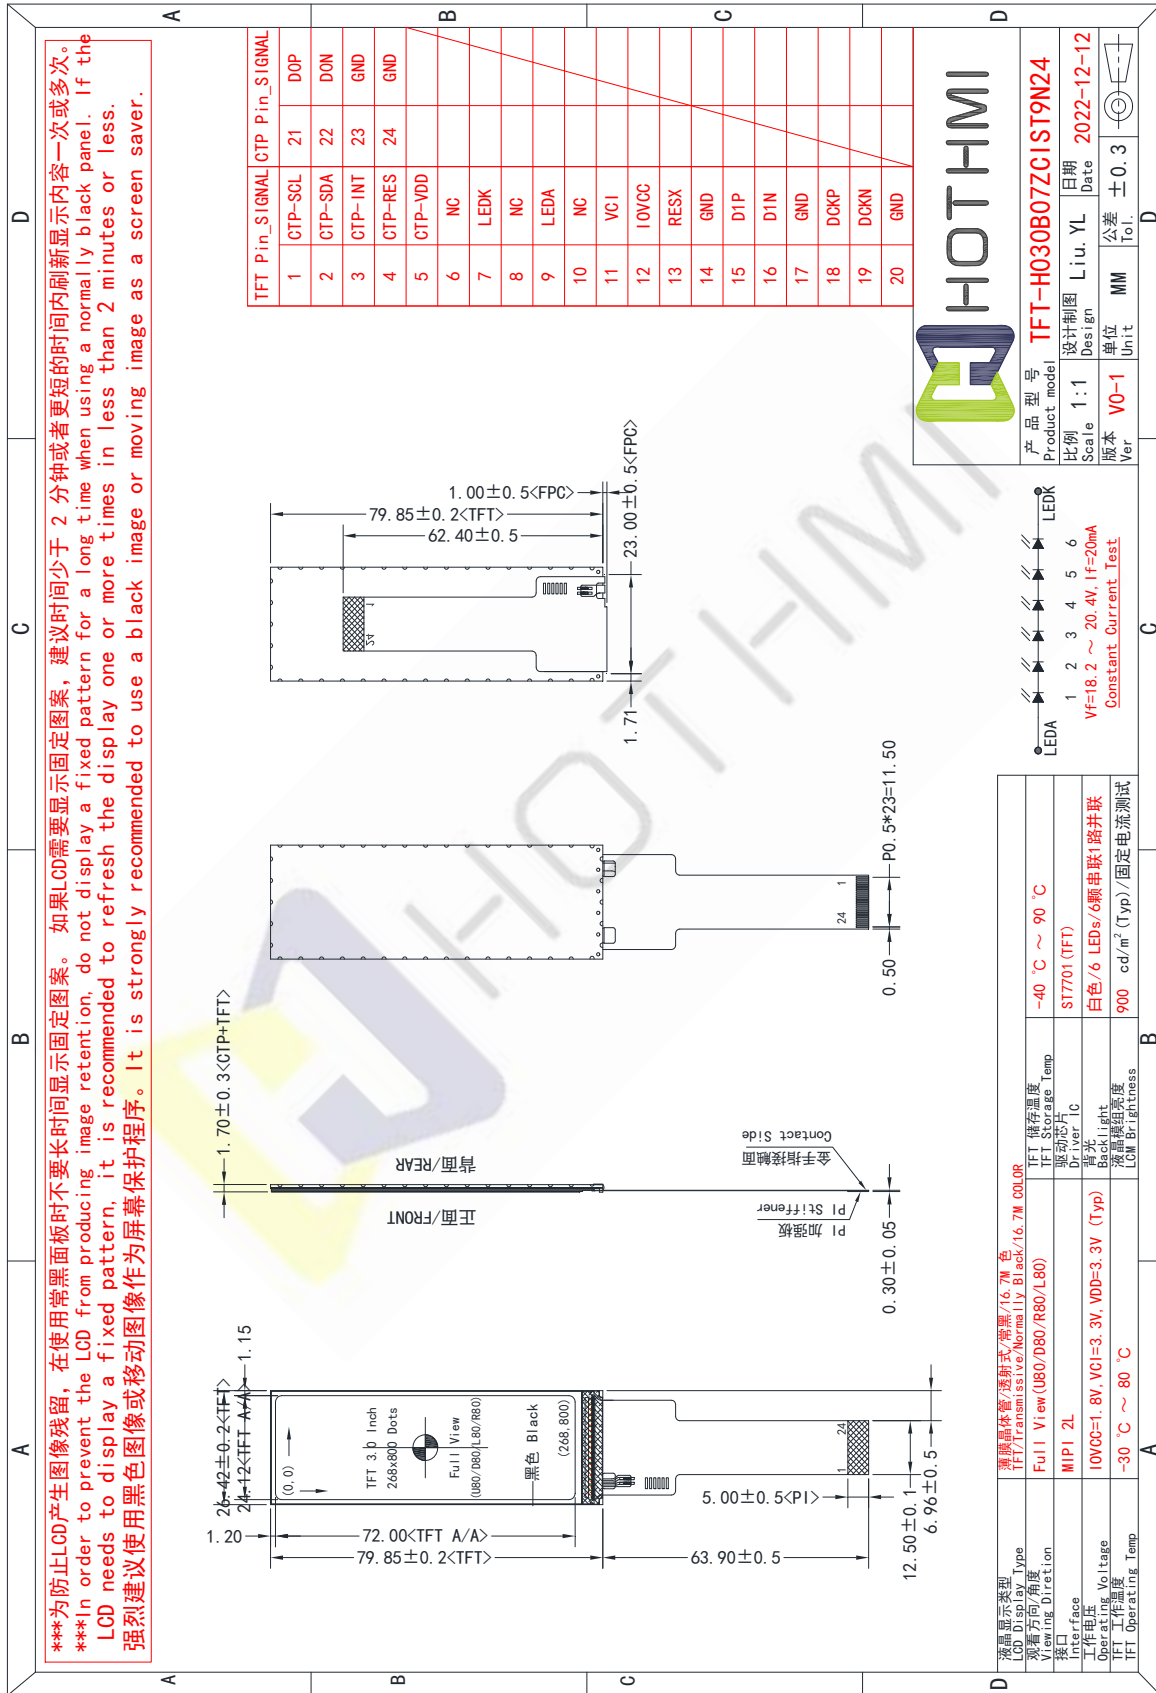 ***为防止LCD产生图像残留, 在使用常黑面板时不要长时间显示固定图案。 如果LCD需要显示固定图案, 建议时间少于 2 分钟或者更短的时间内刷新显示内容一次或多次。
***In order to prevent the LCD from producing image retention, do not display a fixed pattern for a long time when using a normally black panel. If the
LCD needs to display a fixed pattern, it is recommended to refresh the display one or more times in less than 2 minutes or less.
强烈建议使用黑色图像或移动图像作为屏幕保护程序。It is strongly recommended to use a black image or moving image as a screen saver.
A
B
C
D
A
B
C
D
A
B
C
D
A
B
C
D
26.42±0.2<TFT>
24.12<TFT A/A>
1.15
1.20
72.00<TFT A/A>
79.85±0.2<TFT>
63.90±0.5
(0,0)
TFT 3.0 Inch
268x800 Dots
Full View
(U80/D80/L80/R80)
黑色 Black
(268,800)
1
24
5.00±0.5<PI>
12.50±0.1
6.96±0.5
1.70±0.3<CTP+TFT>
正面/FRONT
背面/REAR
PI 加强板
PI Stiffener
金手指接触面
Contact Side
0.30±0.05
24
1
0.50
P0.5*23=11.50
1.00±0.5<FPC>
79.85±0.2<TFT>
62.40±0.5
24
1
1.71
23.00±0.5<FPC>
TFT Pin_SIGNAL CTP Pin_SIGNAL
1 CTP-SCL 21 D0P
2 CTP-SDA 22 D0N
3 CTP-INT 23 GND
4 CTP-RES 24 GND
5 CTP-VDD
6 NC
7 LEDK
8 NC
9 LEDA
10 NC
11 VCI
12 IOVCC
13 RESX
14 GND
15 D1P
16 D1N
17 GND
18 DCKP
19 DCKN
20 GND
液晶显示类型
LCD Display Type
薄膜晶体管/透射式/常黑/16.7M 色
TFT/Transmissive/Normally Black/16.7M COLOR
观看方向/角度
Viewing Diretion
Full View(U80/D80/R80/L80)
接口
Interface
MIPI 2L
工作电压
Operating Voltage
IOVCC=1.8V,VCI=3.3V,VDD=3.3V (Typ)
TFT 工作温度
TFT Operating Temp
-30 ℃ ～ 80 ℃
TFT 储存温度
TFT Storage Temp
-40 ℃ ～ 90 ℃
驱动芯片
Driver IC
ST7701(TFT)
背光
Backlight
白色/6 LEDs/6颗串联1路并联
液晶模组亮度
LCM Brightness
900 cd/m²(Typ)/固定电流测试
LEDA
LEDK
1 2 3 4 5 6
Vf=18.2 ～ 20.4V,If=20mA
Constant Current Test
HOTHMI
产品型号
Product model
TFT-H030B07ZCIST9N24
比例
Scale
1:1
设计制图
Design
Liu.YL
日期
Date
2022-12-12
版本
Ver
V0-1
单位
Unit
MM
公差
Tol.
±0.3
HOTHMI